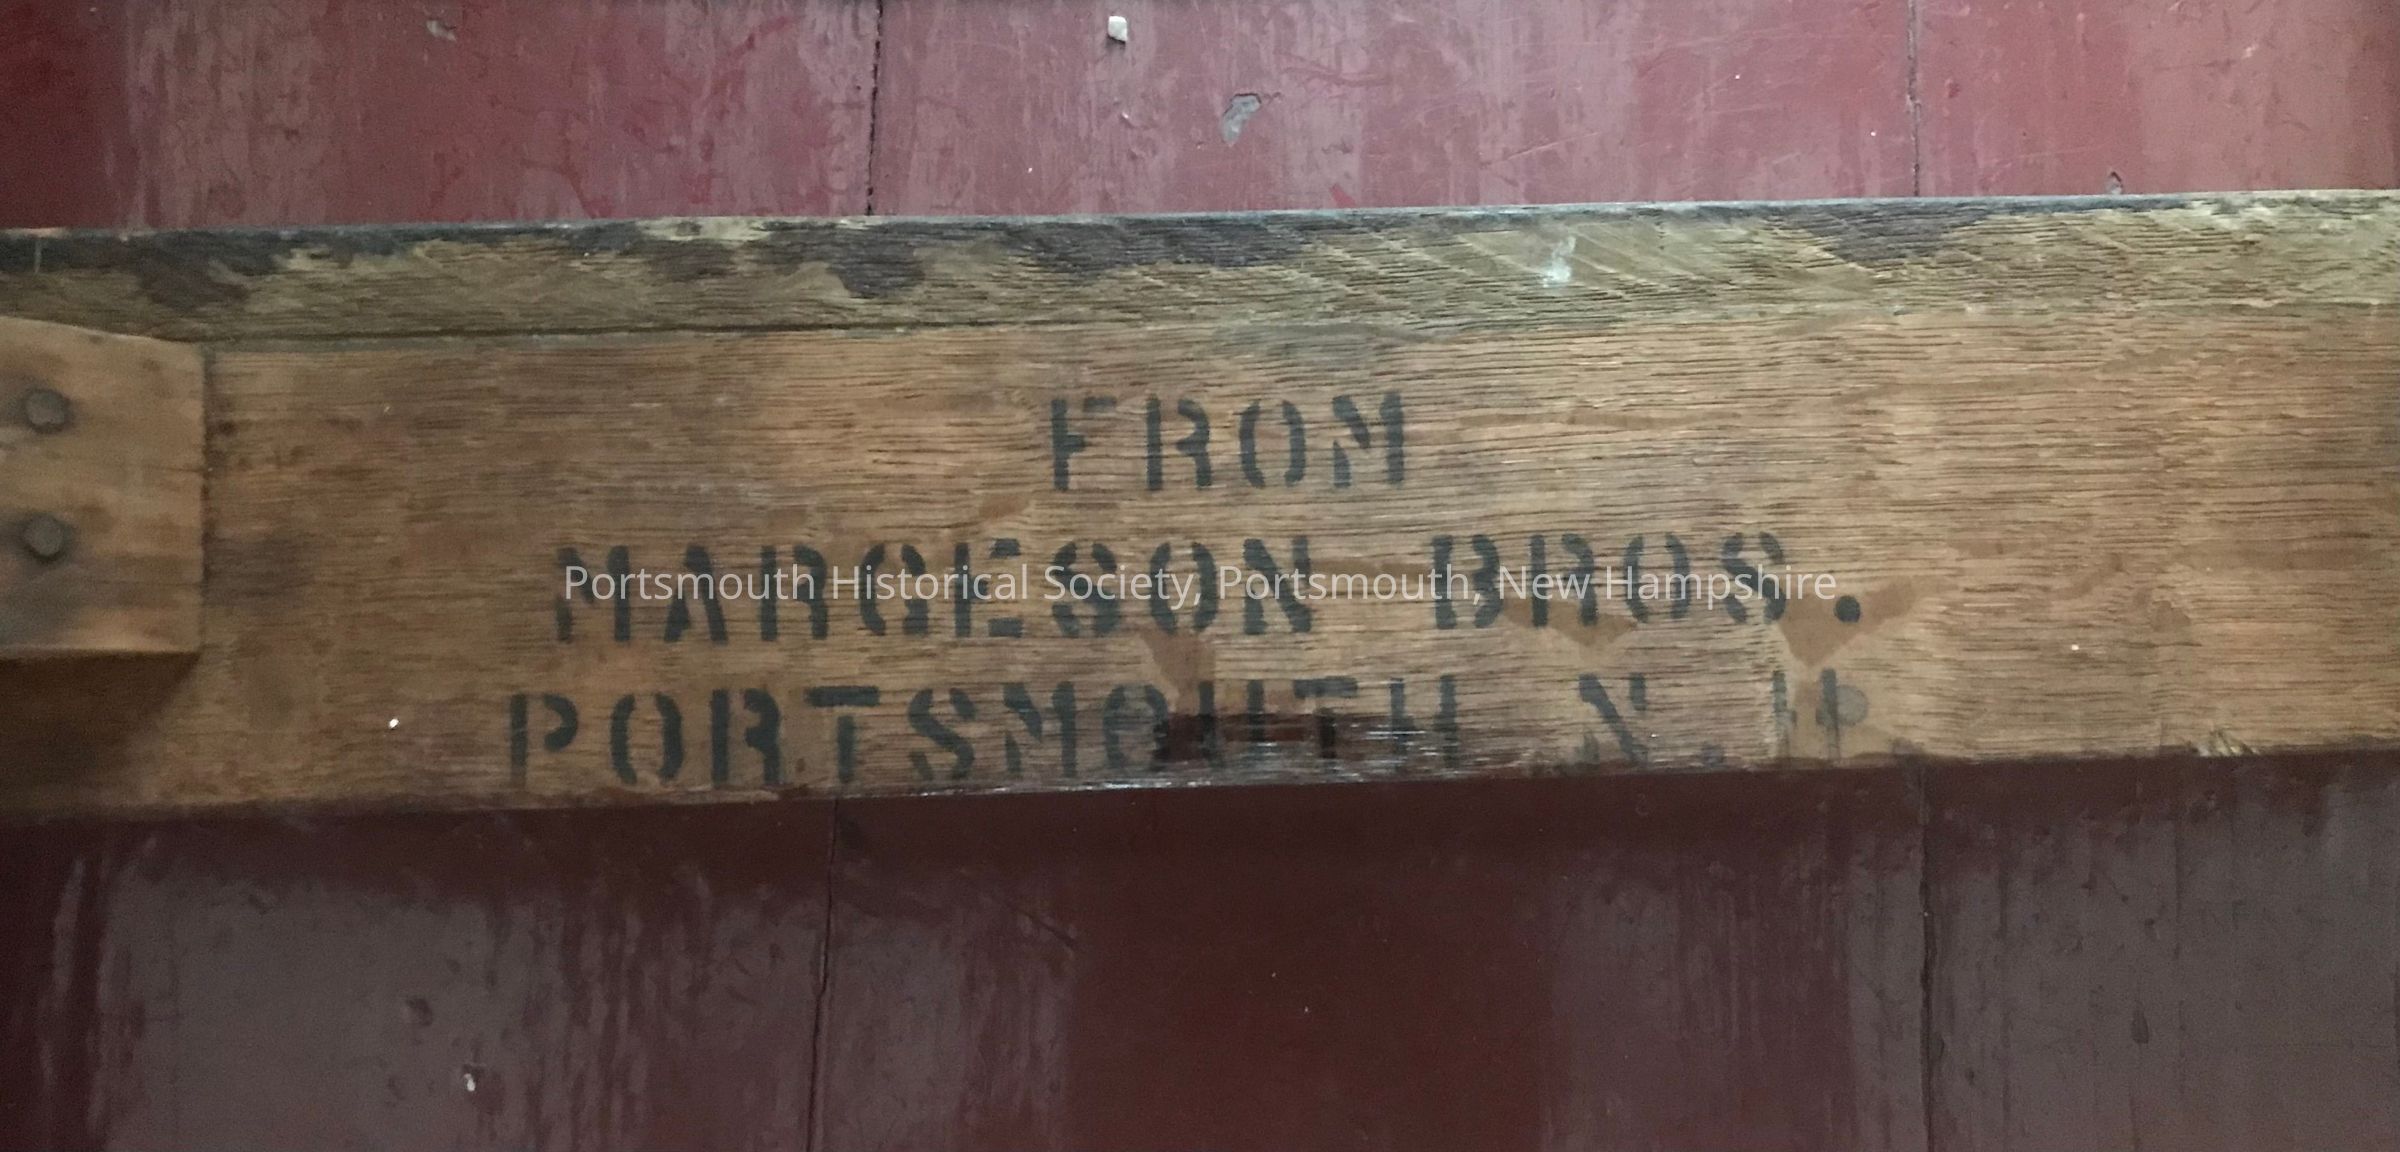 FROM
MARGESON BROS.
Portsmouth Historical Society, Portsmouth, New Hampshire
PORTSMOUTH N.H